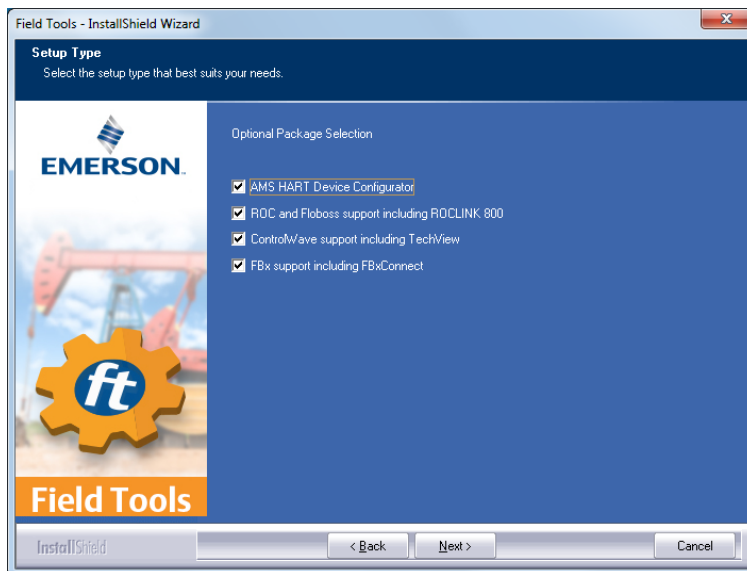 Field Tools - InstallShield Wizard
Setup Type
Select the setup type that best suits your needs.
EMERSON.
Optional Package Selection
AMS HART Device Configurator
ROC and Floboss support including ROCLINK 800
ControlWave support including TechView
FBx support including FBxConnect
ft
Field Tools
InstallShield
< Back
Next >
Cancel